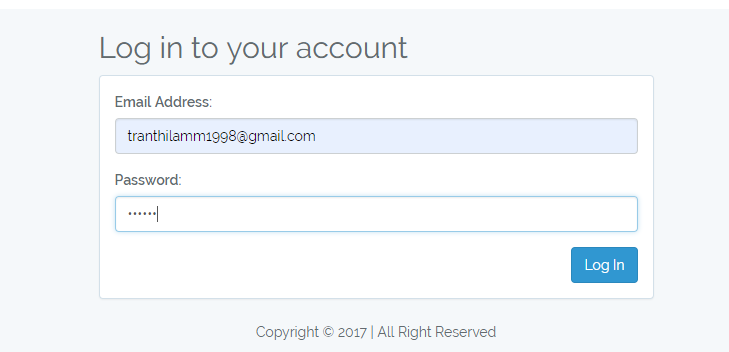 Log in to your account
Email Address:
tranthilamm1998@gmail.com
Password:
••••••
Log In
Copyright © 2017 | All Right Reserved